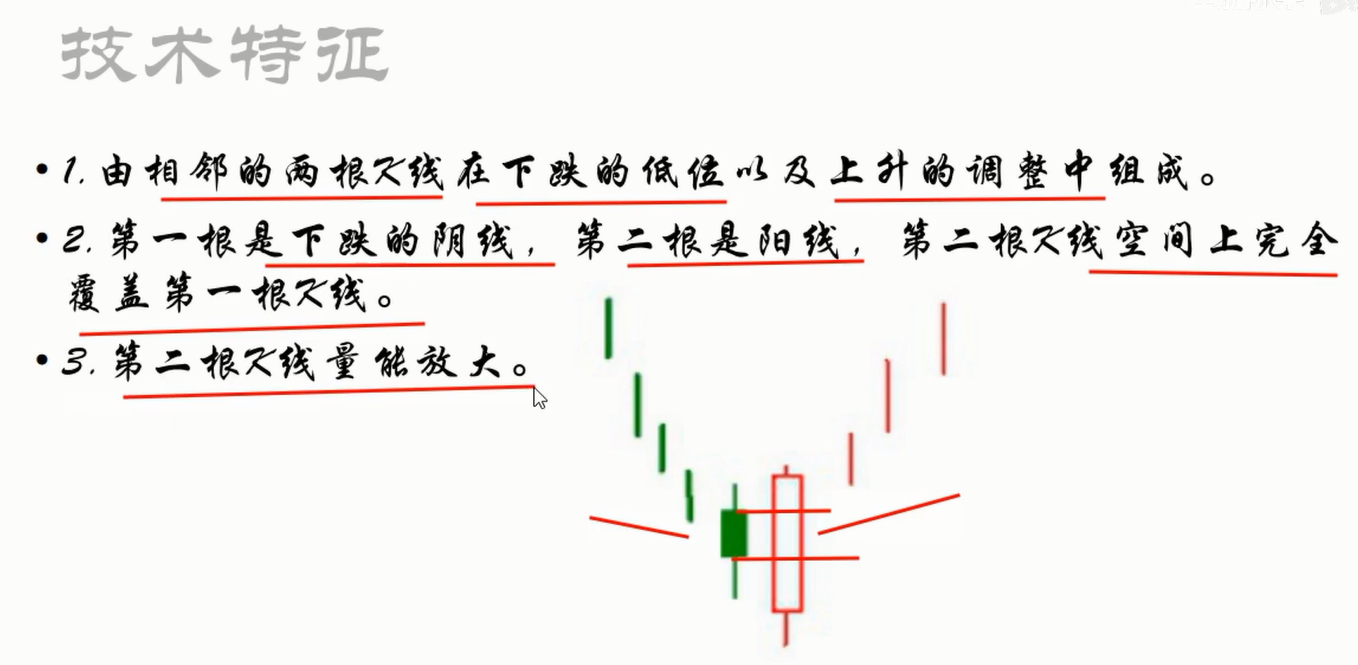 技术特征
• 1.由相邻的两根K线在下跌的低位以及上升的调整中组成。
• 2.第一根是下跌的阴线，第二根是阳线，第二根K线空间上完全
覆盖第一根K线。
• 3.第二根K线量能放大。